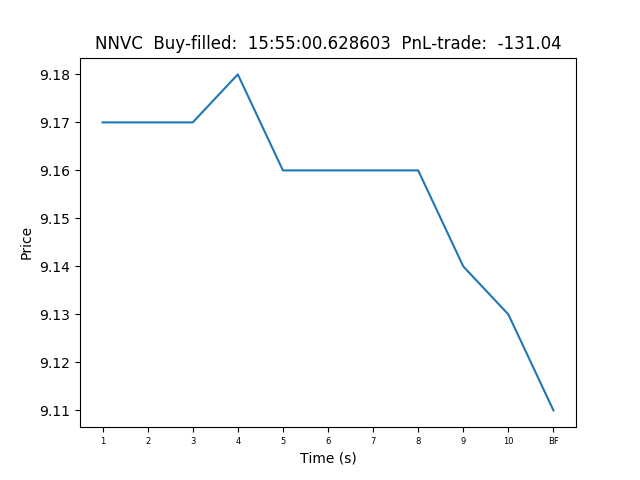 NNVC  Buy-filled:  15:55:00.628603  PnL-trade:  -131.04
Price
9.18
9.17
9.16
9.15
9.14
9.13
9.12
9.11
1 2 3 4 5 6 7 8 9 10 BF
Time (s)